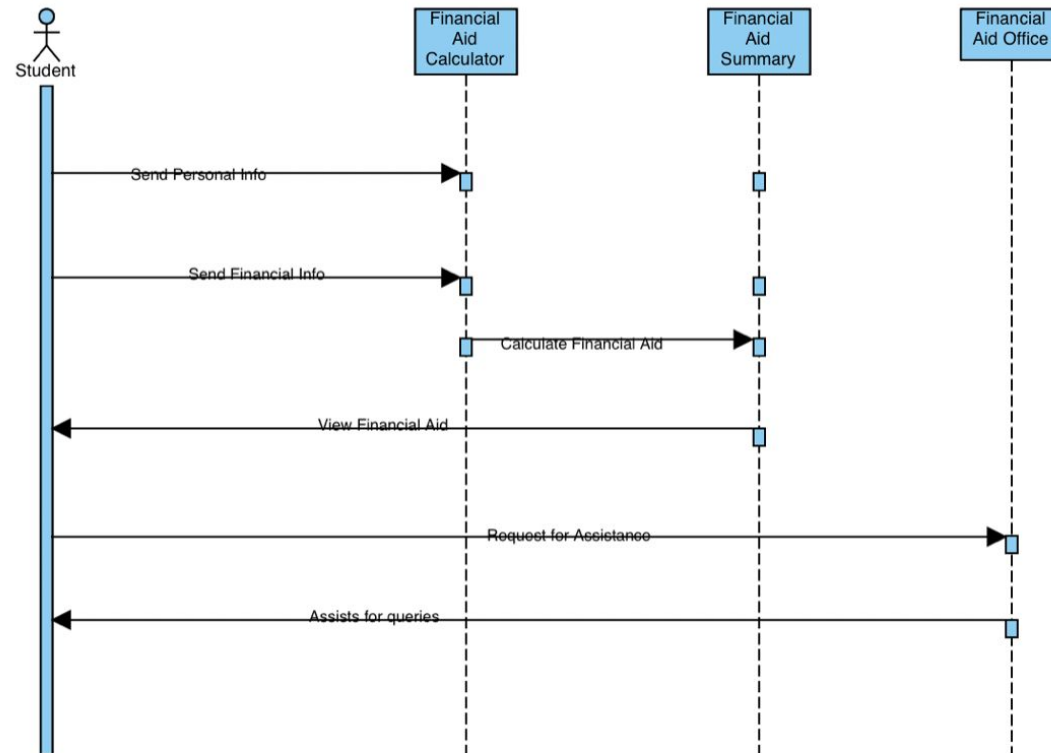 Financial
Aid
Calculator
Financial
Aid
Summary
Financial
Aid Office
Student
Send Personal Info
Send Financial Info
Calculate Financial Aid
View Financial Aid
Request for Assistance
Assists for queries